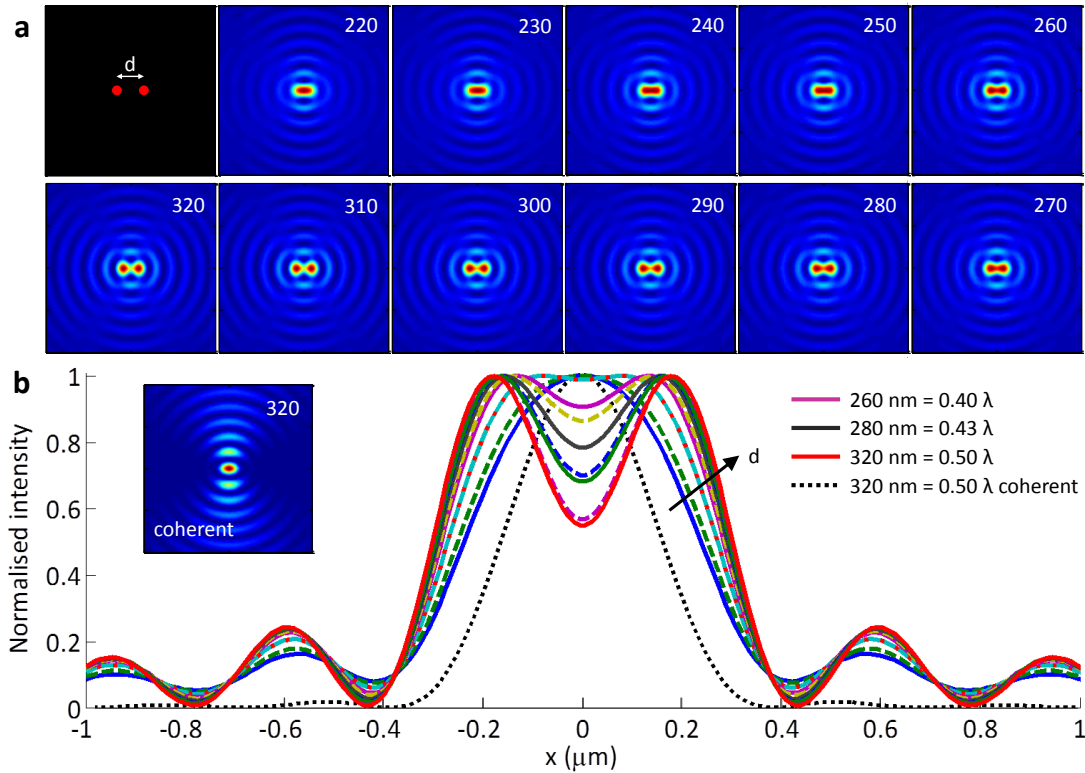 a
d
220
230
240
250
260
320
310
300
290
280
270
b
Normalised intensity
1
0.8
0.6
0.4
0.2
0
320
coherent
d
260 nm = 0.40 λ
280 nm = 0.43 λ
320 nm = 0.50 λ
320 nm = 0.50 λ coherent
-1 -0.8 -0.6 -0.4 -0.2 0 0.2 0.4 0.6 0.8 1
x (μm)